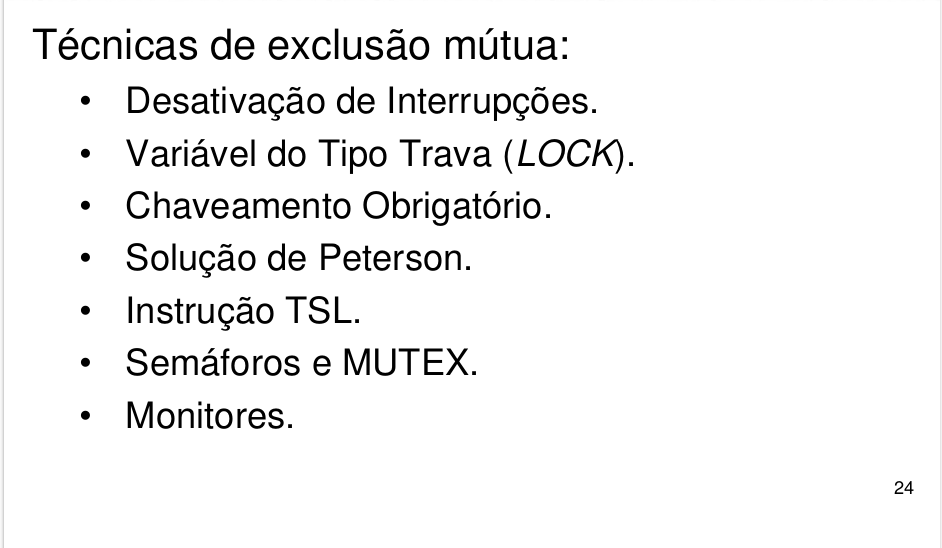 Técnicas de exclusão mútua:
• Desativação de Interrupções.
• Variável do Tipo Trava (LOCK).
• Chaveamento Obrigatório.
• Solução de Peterson.
• Instrução TSL.
• Semáforos e MUTEX.
• Monitores.
24